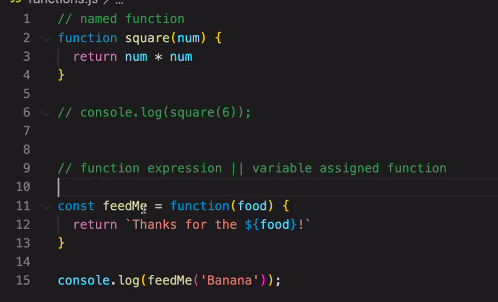 functions.js > ...
1 // named function
2 function square(num) {
3 return num * num
4 }
5
6 // console.log(square(6));
7
8
9 // function expression || variable assigned function
10
11 const feedMe = function(food) {
12 return `Thanks for the ${food}!`
13 }
14
15 console.log(feedMe('Banana'));